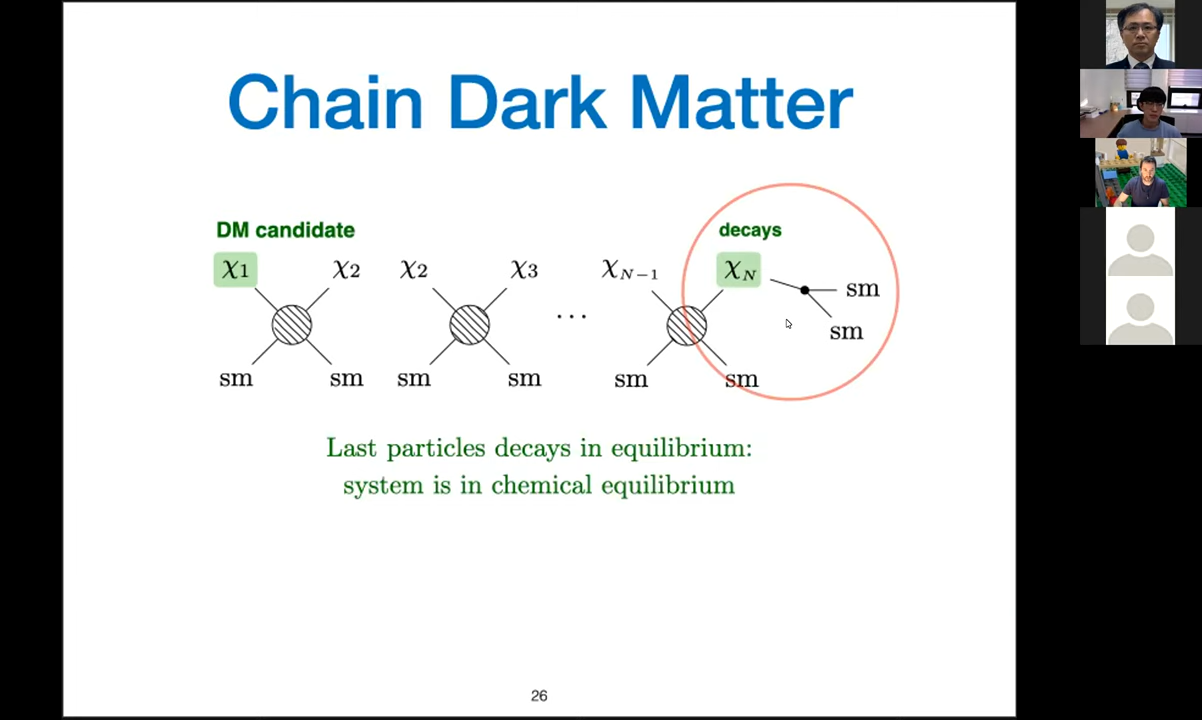 Chain Dark Matter
DM candidate
decays
χ1 χ2 χ2 χ3 χN−1 χN
sm
...
sm
sm sm sm sm sm sm
Last particles decays in equilibrium:
system is in chemical equilibrium
26